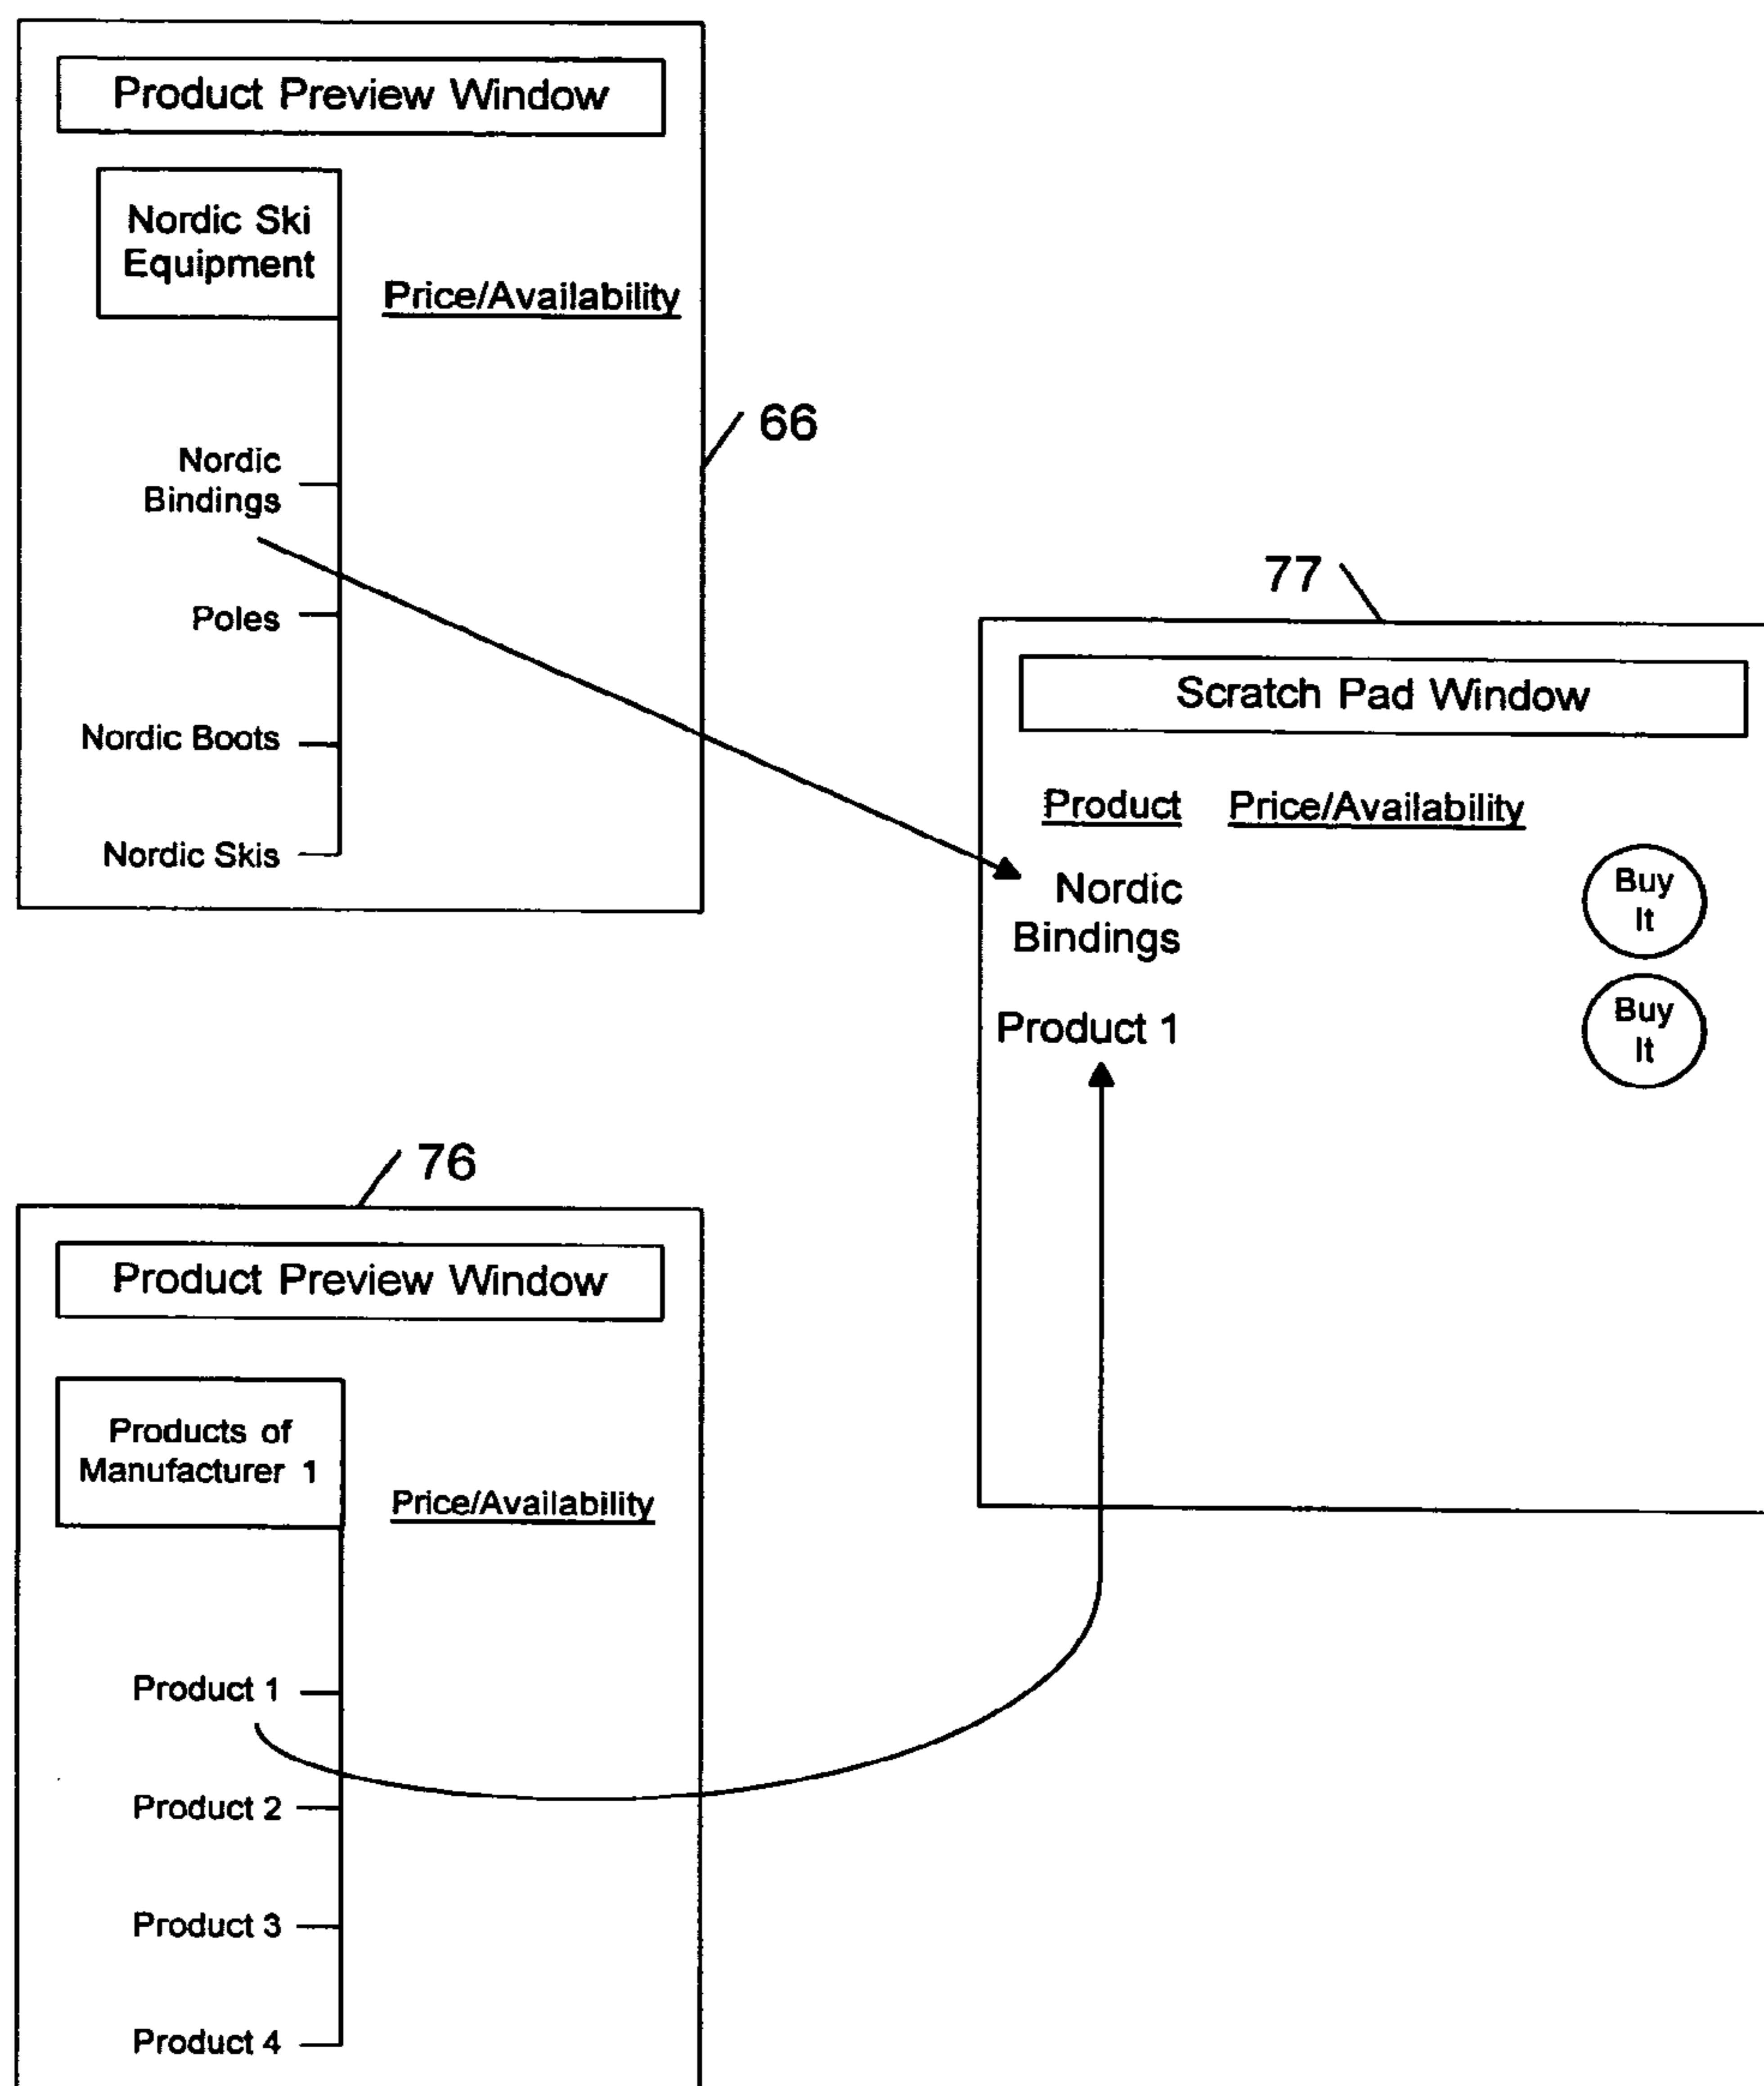 Product Preview Window
Nordic Ski
Equipment
Price/Availability
66
Nordic
Bindings
Poles
Nordic Boots
Nordic Skis
77
Scratch Pad Window
Product Price/Availability
Nordic
Bindings
Buy
It
Product 1
Buy
It
76
Product Preview Window
Products of
Manufacturer 1
Price/Availability
Product 1
Product 2
Product 3
Product 4